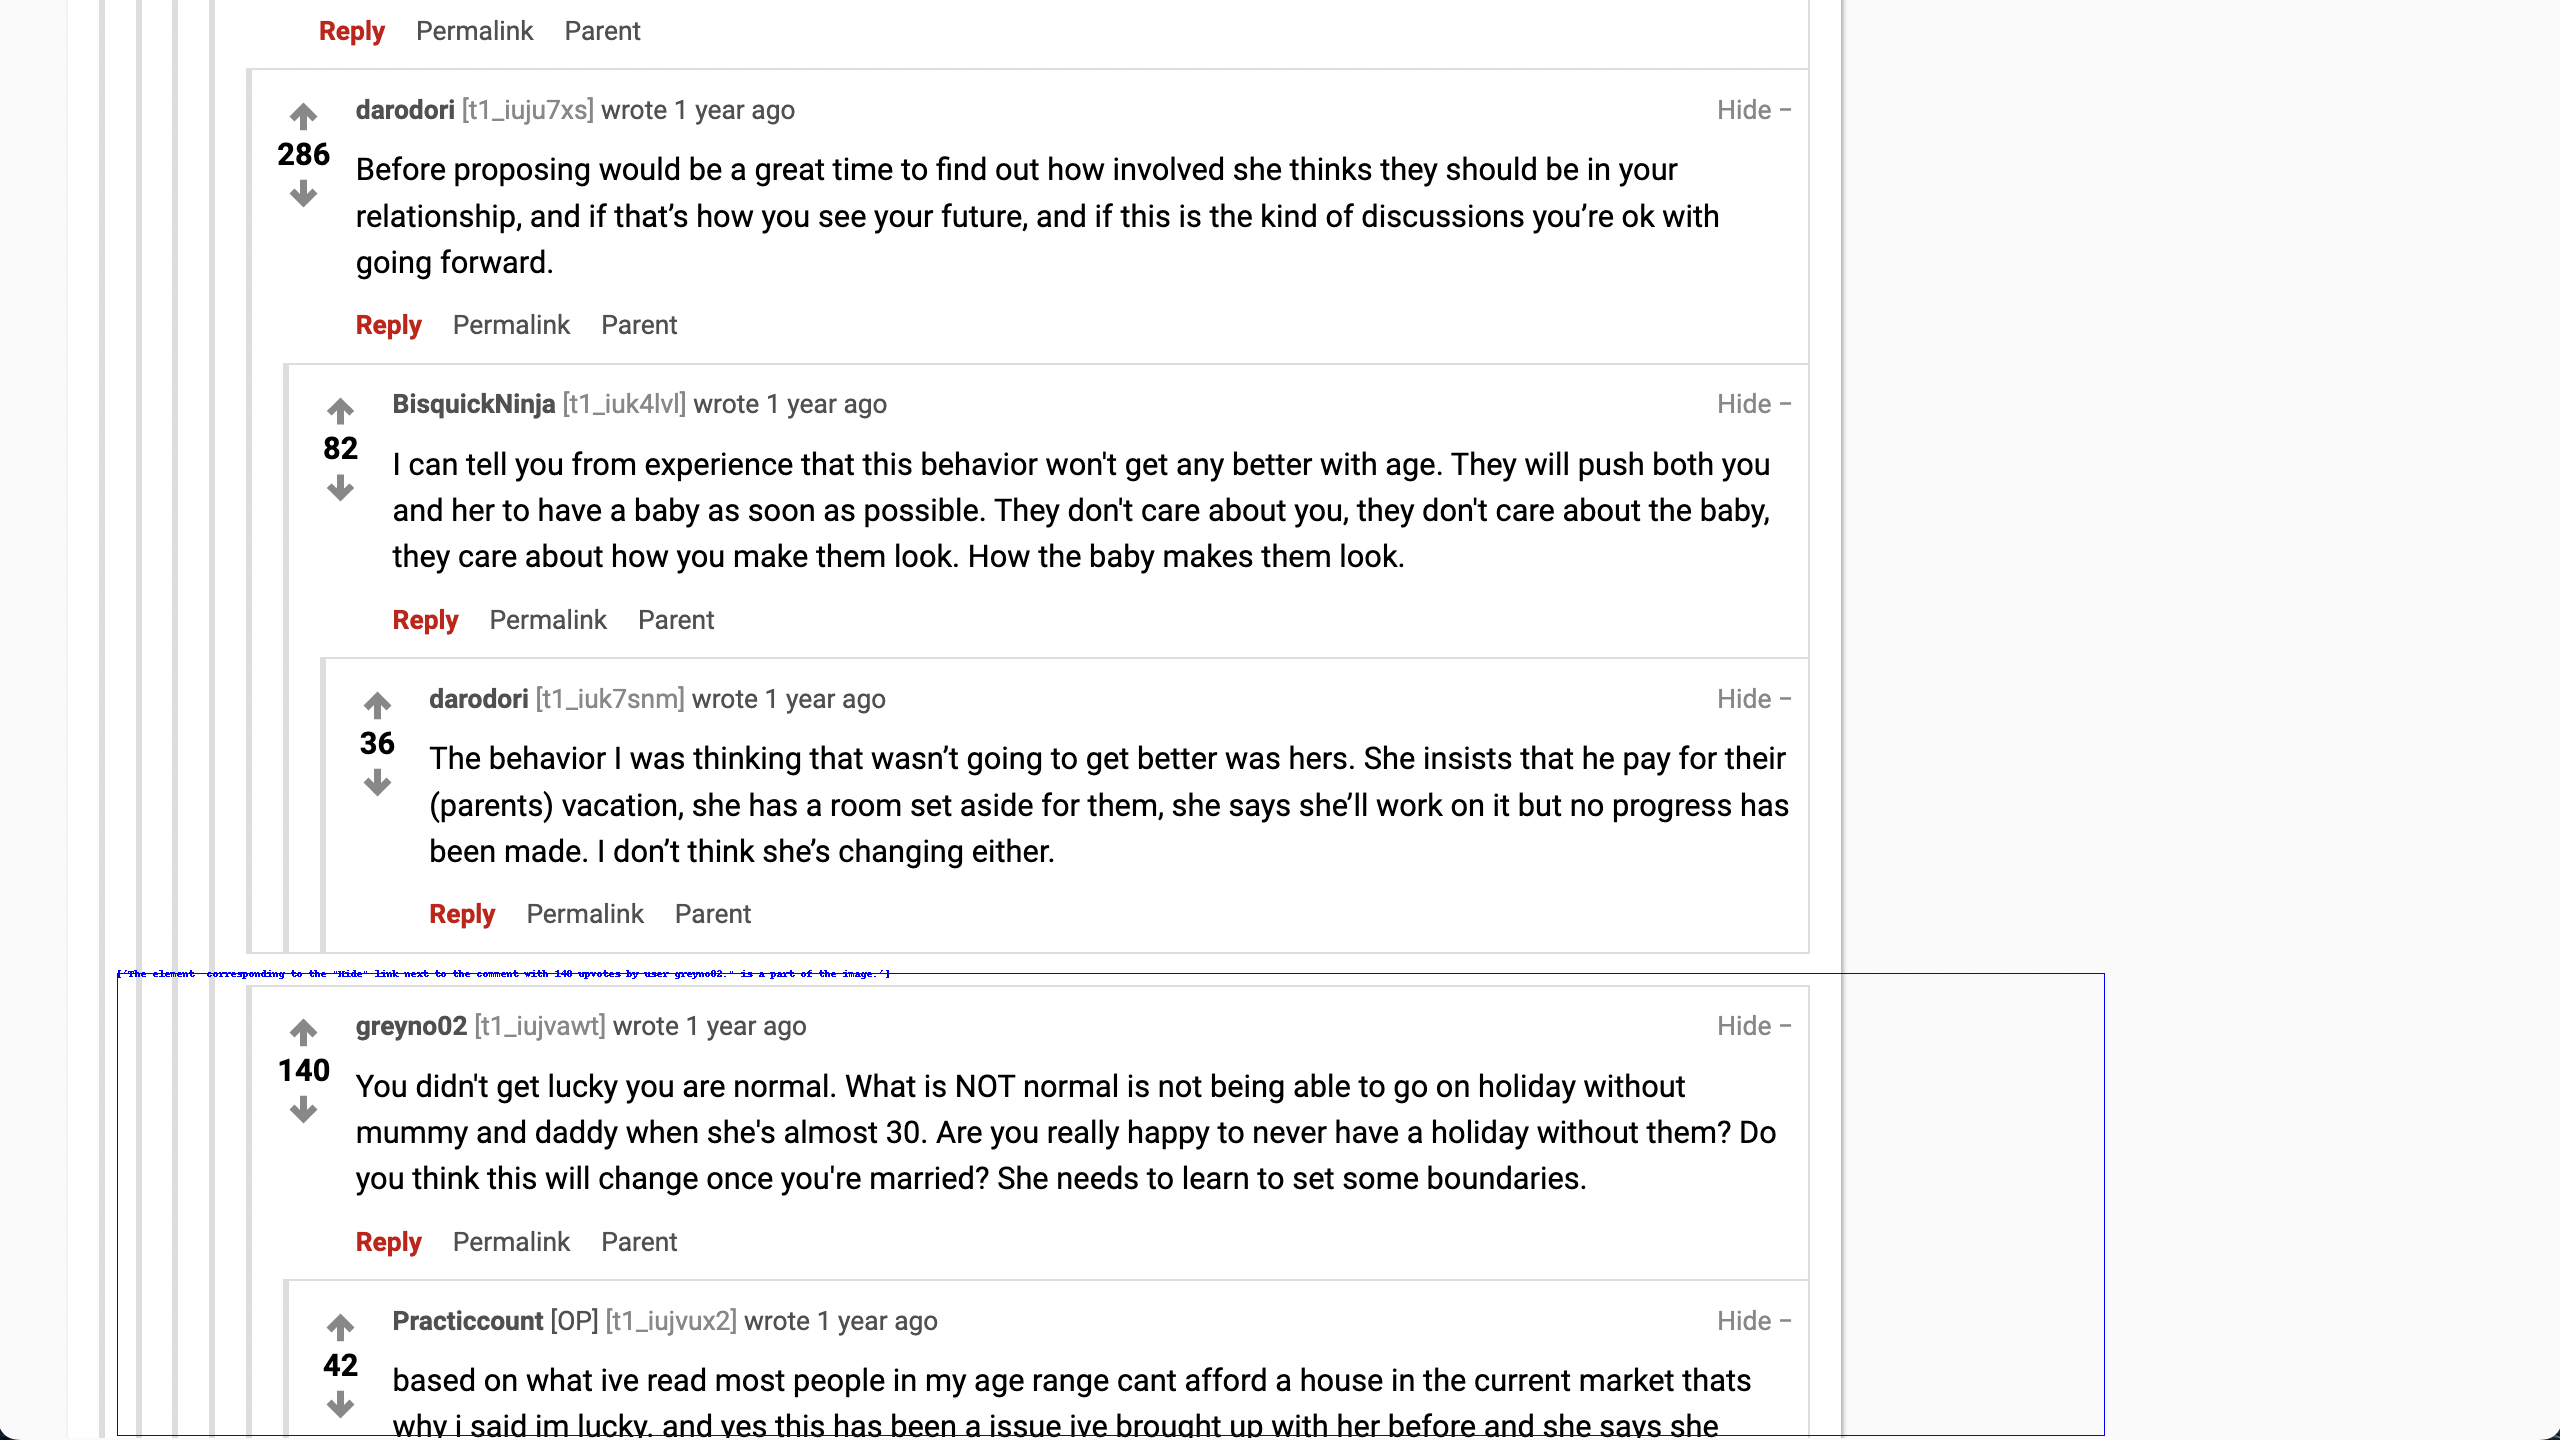 Reply Permalink Parent
darodori [t1_iuju7xs] wrote 1 year ago Hide −
286
Before proposing would be a great time to find out how involved she thinks they should be in your
relationship, and if that’s how you see your future, and if this is the kind of discussions you’re ok with
going forward.
Reply Permalink Parent
BisquickNinja [t1_iuk4lvl] wrote 1 year ago Hide −
82
I can tell you from experience that this behavior won't get any better with age. They will push both you
and her to have a baby as soon as possible. They don't care about you, they don't care about the baby,
they care about how you make them look. How the baby makes them look.
Reply Permalink Parent
darodori [t1_iuk7snm] wrote 1 year ago Hide −
36
The behavior I was thinking that wasn’t going to get better was hers. She insists that he pay for their
(parents) vacation, she has a room set aside for them, she says she’ll work on it but no progress has
been made. I don’t think she’s changing either.
Reply Permalink Parent
['The element corresponding to the "Hide" link next to the comment with 140 upvotes by user greyno02." is a part of the image.']
greyno02 [t1_iujvawt] wrote 1 year ago Hide −
140
You didn't get lucky you are normal. What is NOT normal is not being able to go on holiday without
mummy and daddy when she's almost 30. Are you really happy to never have a holiday without them? Do
you think this will change once you're married? She needs to learn to set some boundaries.
Reply Permalink Parent
Practiccount [OP] [t1_iujvux2] wrote 1 year ago Hide −
42
based on what ive read most people in my age range cant afford a house in the current market thats
why i said im lucky. and yes this has been a issue ive brought up with her before and she says she